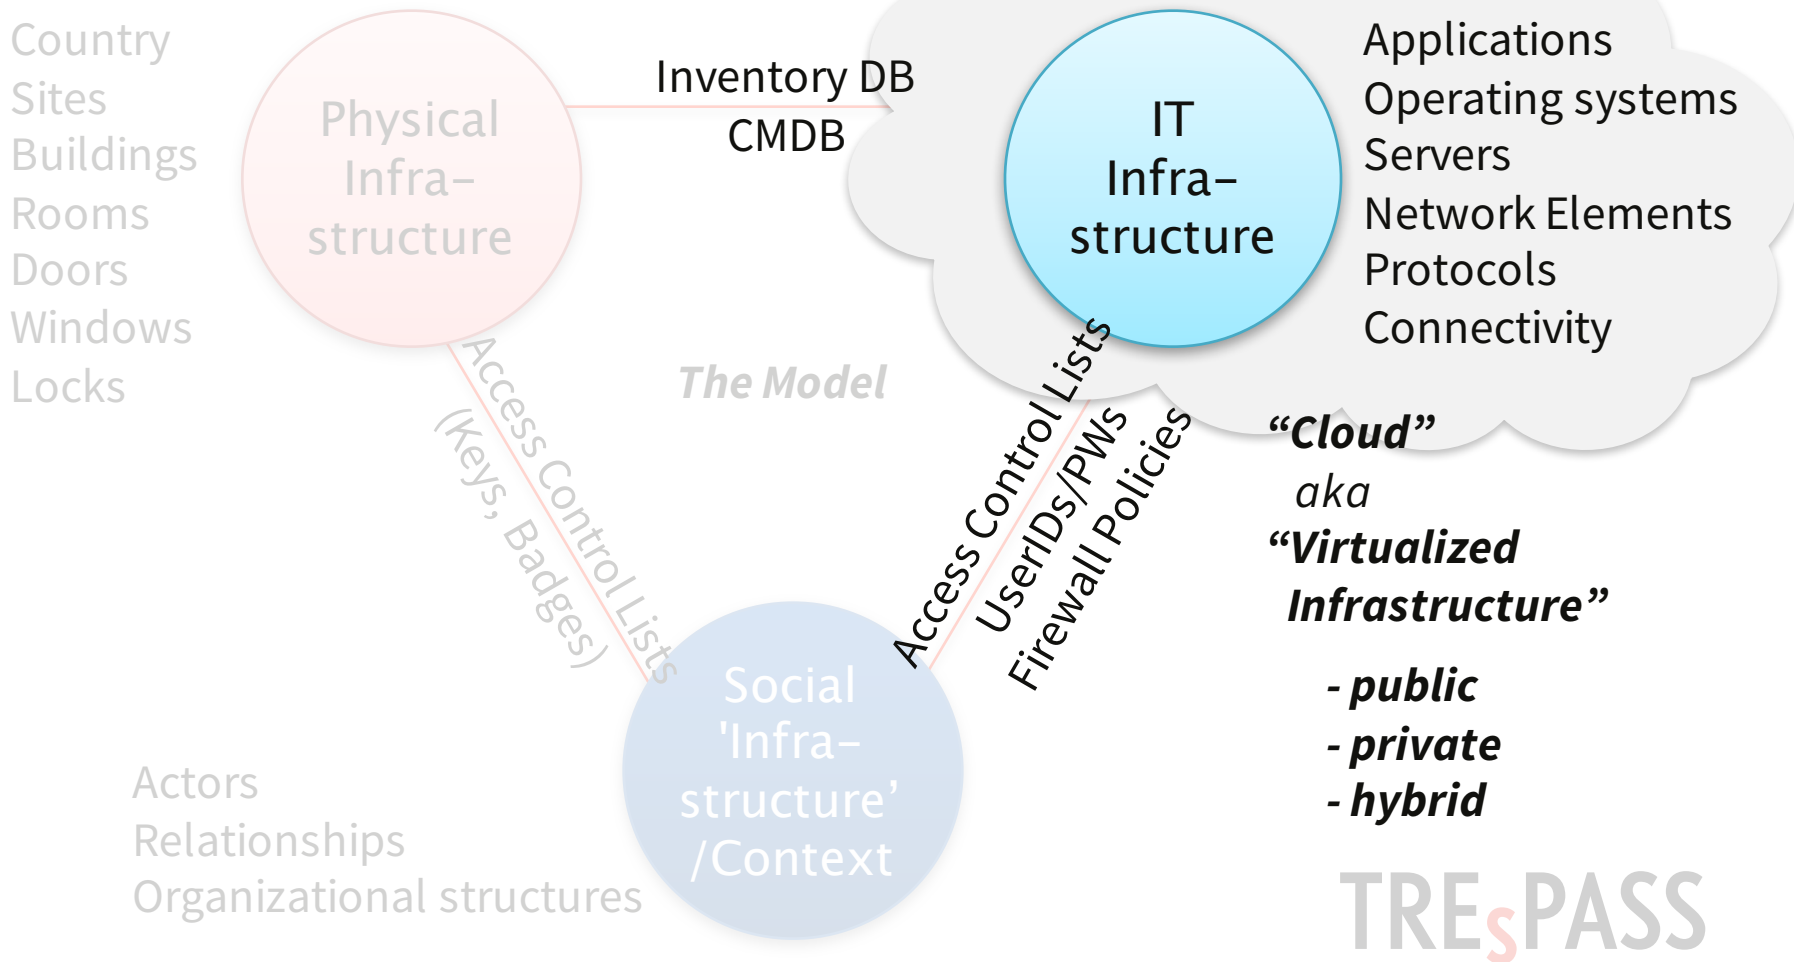 Country
Sites
Buildings
Rooms
Doors
Windows
Locks
Physical
Infra–
structure
Inventory DB
CMDB
IT
Infra–
structure
Applications
Operating systems
Servers
Network Elements
Protocols
Connectivity
The Model
Access Control Lists
(Keys, Badges)
Access Control Lists
UserIDs/PWs
Firewall Policies
“Cloud”
aka
“Virtualized
Infrastructure”
- public
- private
- hybrid
Social
'Infra–
structure’
/Context
Actors
Relationships
Organizational structures
TREsPASS